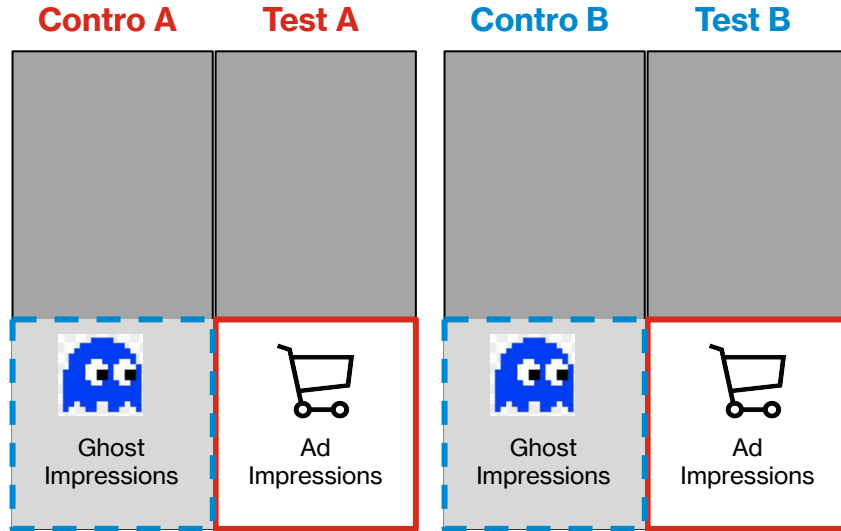 Contro A
Test A
Contro B
Test B
Ghost
Impressions
Ad
Impressions
Ghost
Impressions
Ad
Impressions